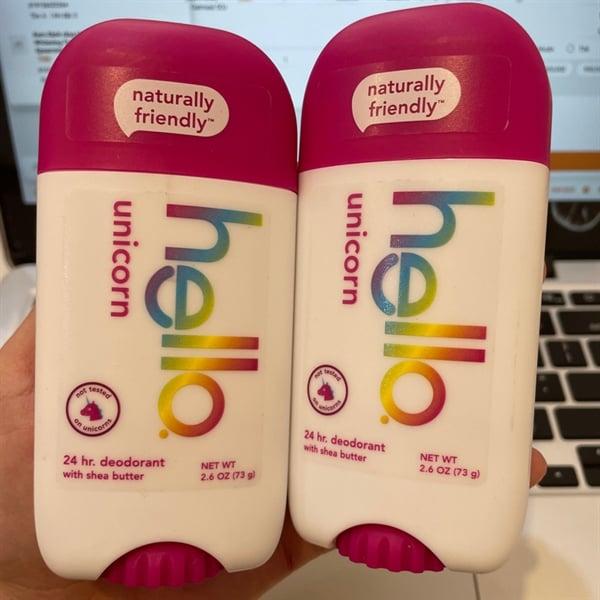 naturally
friendly™
hello.
unicorn
not tested
on unicorns
24 hr. deodorant
with shea butter
NET WT
2.6 OZ (73 g)
naturally
friendly™
hello.
unicorn
not tested
on unicorns
24 hr. deodorant
with shea butter
NET WT
2.6 OZ (73 g)